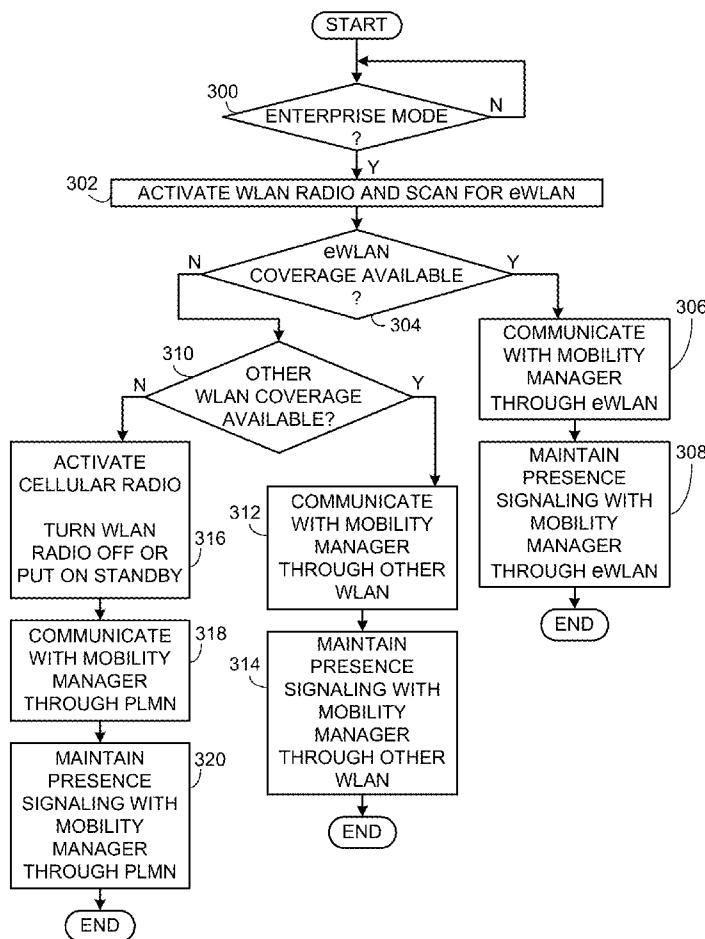 START
300
ENTERPRISE MODE
?
N
Y
302
ACTIVATE WLAN RADIO AND SCAN FOR eWLAN
N
eWLAN
COVERAGE AVAILABLE
?
Y
304
306
COMMUNICATE
WITH MOBILITY
MANAGER
THROUGH eWLAN
308
MAINTAIN
PRESENCE
SIGNALING WITH
MOBILITY
MANAGER
THROUGH eWLAN
END
310
N
OTHER
WLAN COVERAGE
AVAILABLE?
Y
312
COMMUNICATE
WITH MOBILITY
MANAGER
THROUGH OTHER
WLAN
314
MAINTAIN
PRESENCE
SIGNALING WITH
MOBILITY
MANAGER
THROUGH OTHER
WLAN
END
ACTIVATE
CELLULAR RADIO
TURN WLAN
RADIO OFF OR
PUT ON STANDBY
316
COMMUNICATE
WITH MOBILITY
MANAGER
THROUGH PLMN
318
MAINTAIN
PRESENCE
SIGNALING WITH
MOBILITY
MANAGER
THROUGH PLMN
320
END